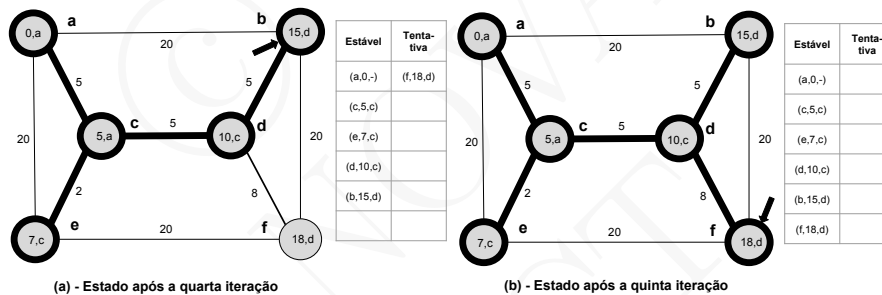 a
b
0,a
15,d
20
5
5
5
c
d
5,a
10,c
20
20
2
8
e
f
7,c
20
18,d
Estável
Tenta-
tiva
(a,0,-)
(f,18,d)
(c,5,c)
(e,7,c)
(d,10,c)
(b,15,d)
(a) - Estado após a quarta iteração
a
b
0,a
15,d
20
5
5
5
c
d
5,a
10,c
20
20
2
8
e
f
7,c
20
18,d
Estável
Tenta-
tiva
(a,0,-)
(c,5,c)
(e,7,c)
(d,10,c)
(b,15,d)
(f,18,d)
(b) - Estado após a quinta iteração